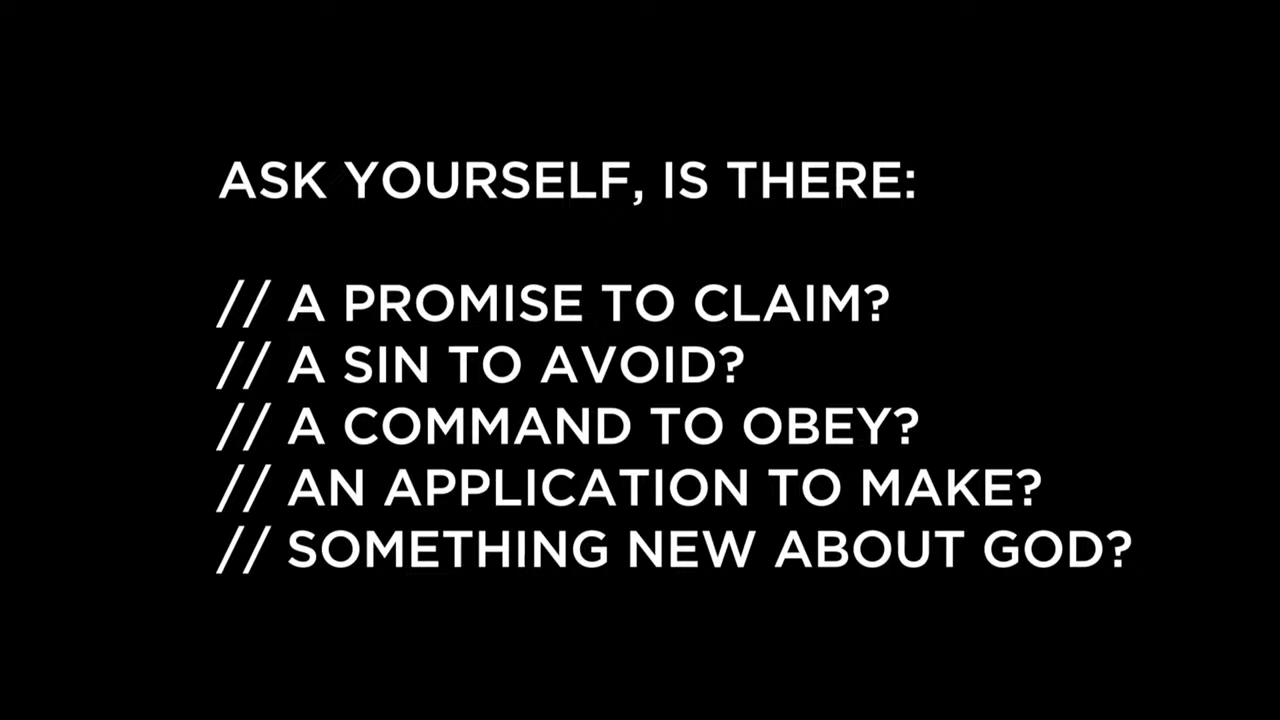 ASK YOURSELF, IS THERE:
// A PROMISE TO CLAIM?
// A SIN TO AVOID?
// A COMMAND TO OBEY?
// AN APPLICATION TO MAKE?
// SOMETHING NEW ABOUT GOD?